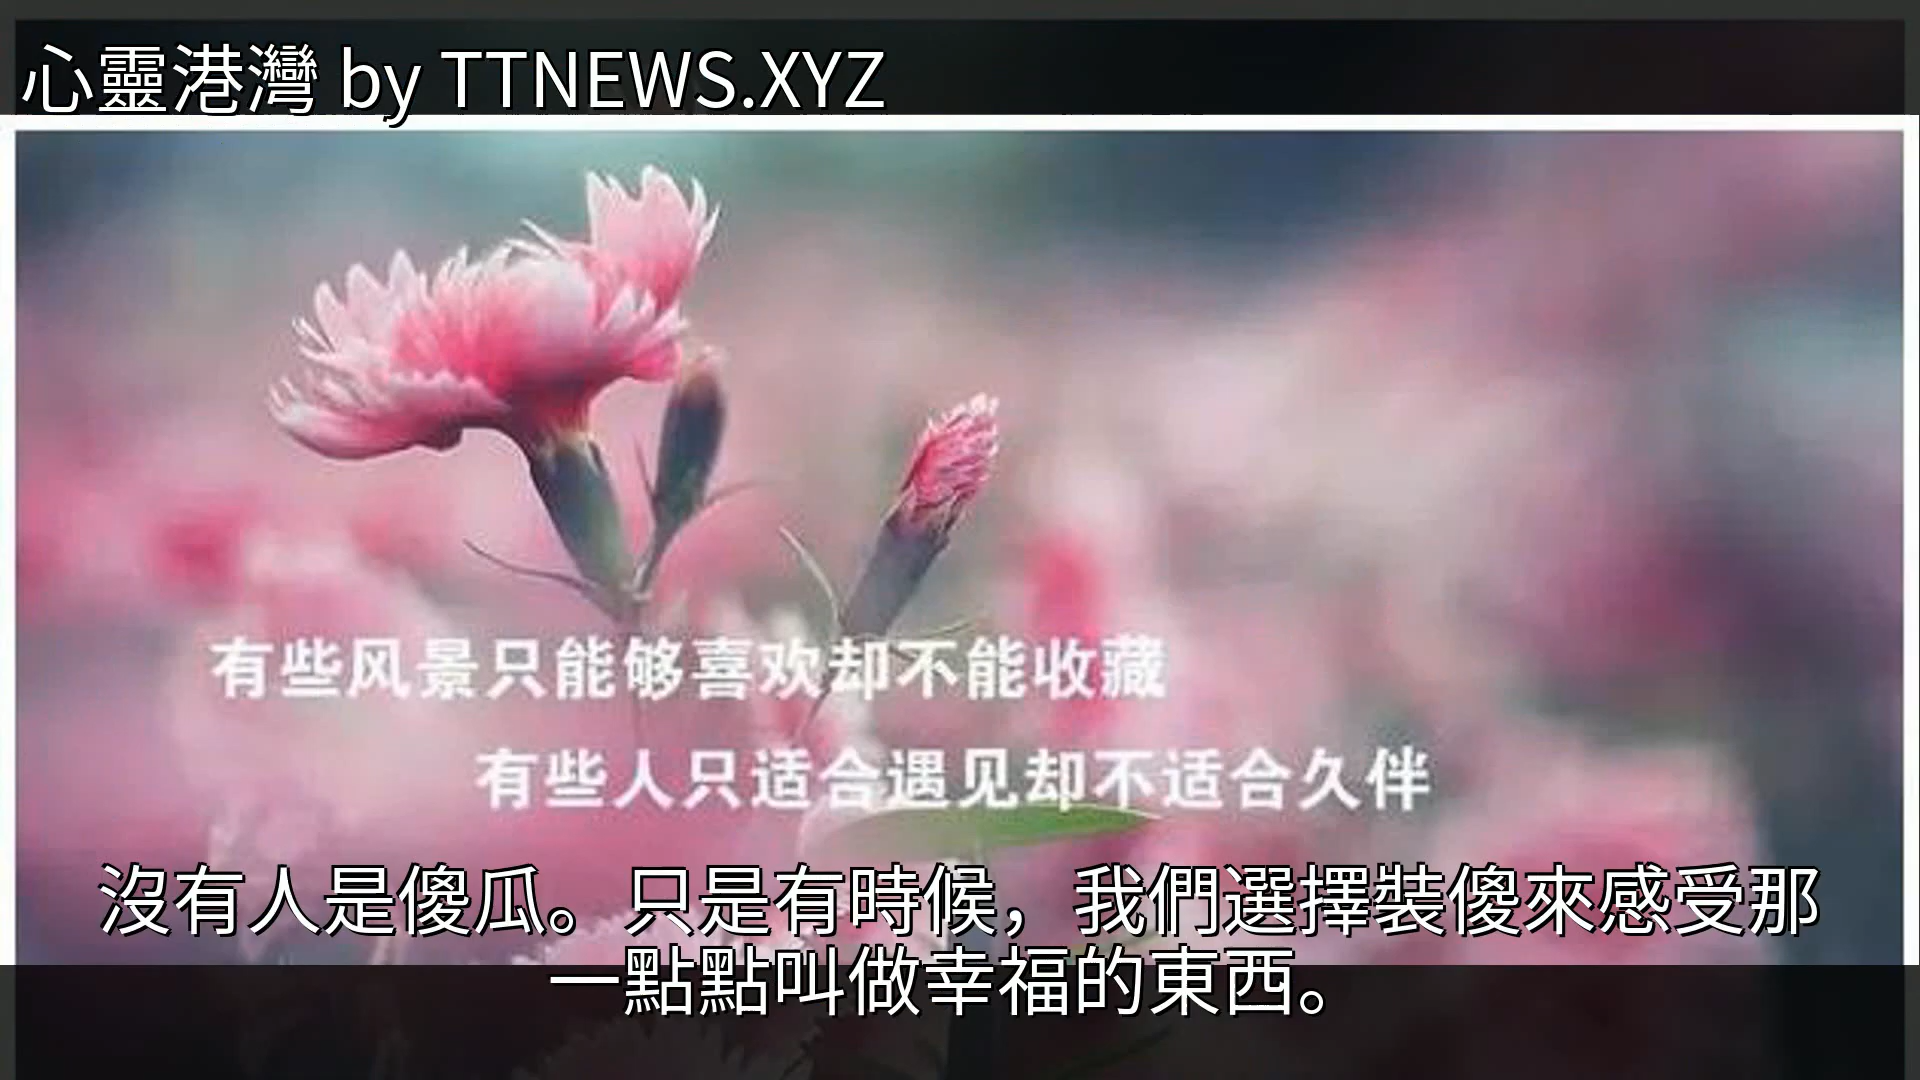 心靈港灣 by TTNEWS.XYZ
有些风景只能够喜欢却不能收藏
有些人只适合遇见却不适合久伴
沒有人是傻瓜。只是有時候，我們選擇裝傻來感受那
一點點叫做幸福的東西。